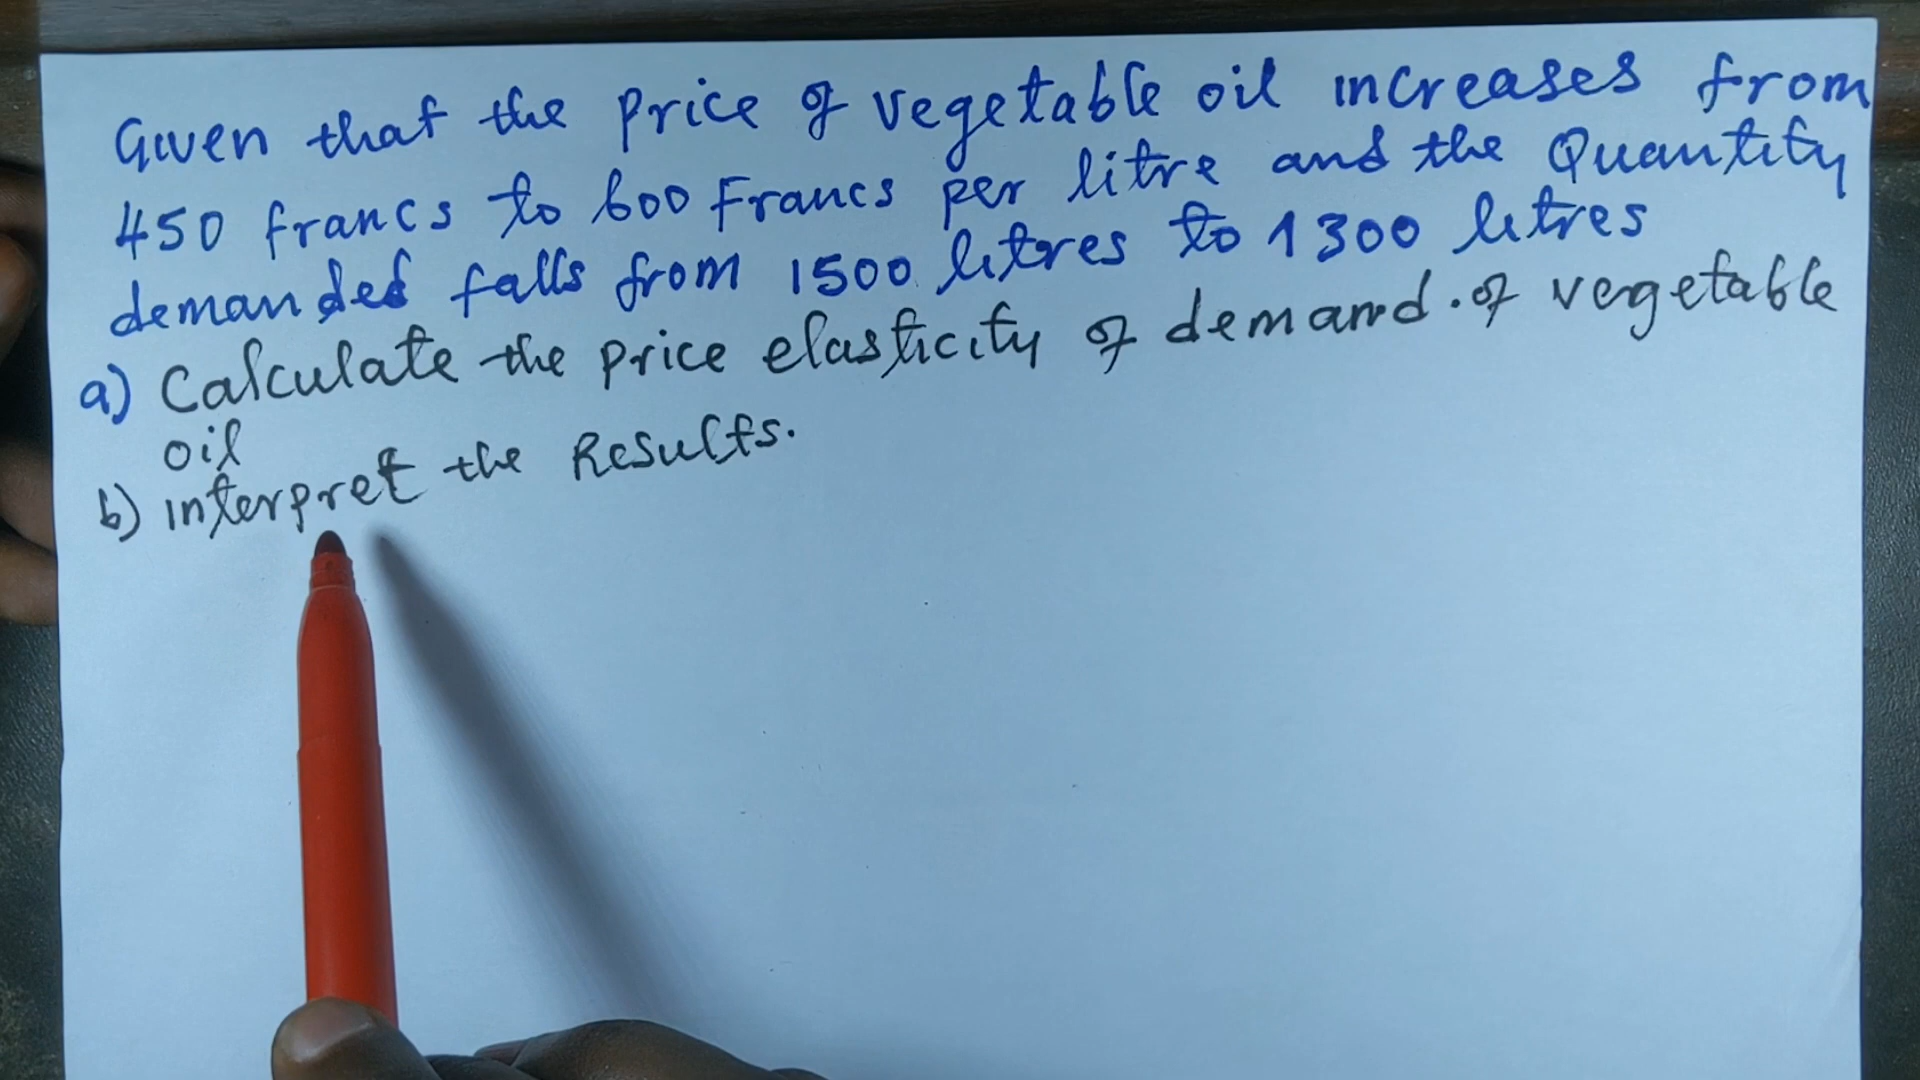 Given that the price of vegetable oil increases from
450 francs to 600 Francs per litre and the Quantity
demanded falls from 1500 litres to 1300 litres
a) Calculate the price elasticity of demand of vegetable
oil
b) interpret the Results.